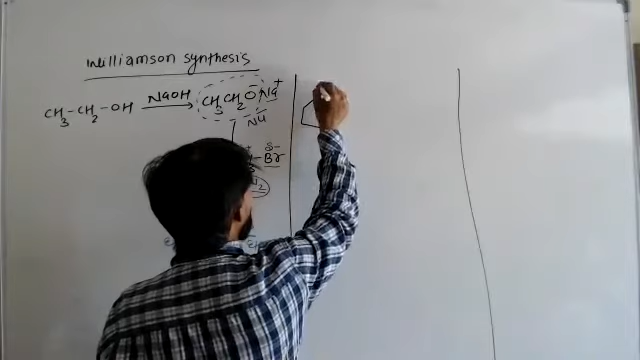 Williamson synthesis
CH₃-CH₂-OH NaOH → CH₃CH₂O⁻Na⁺
Nu
δ-
-Br